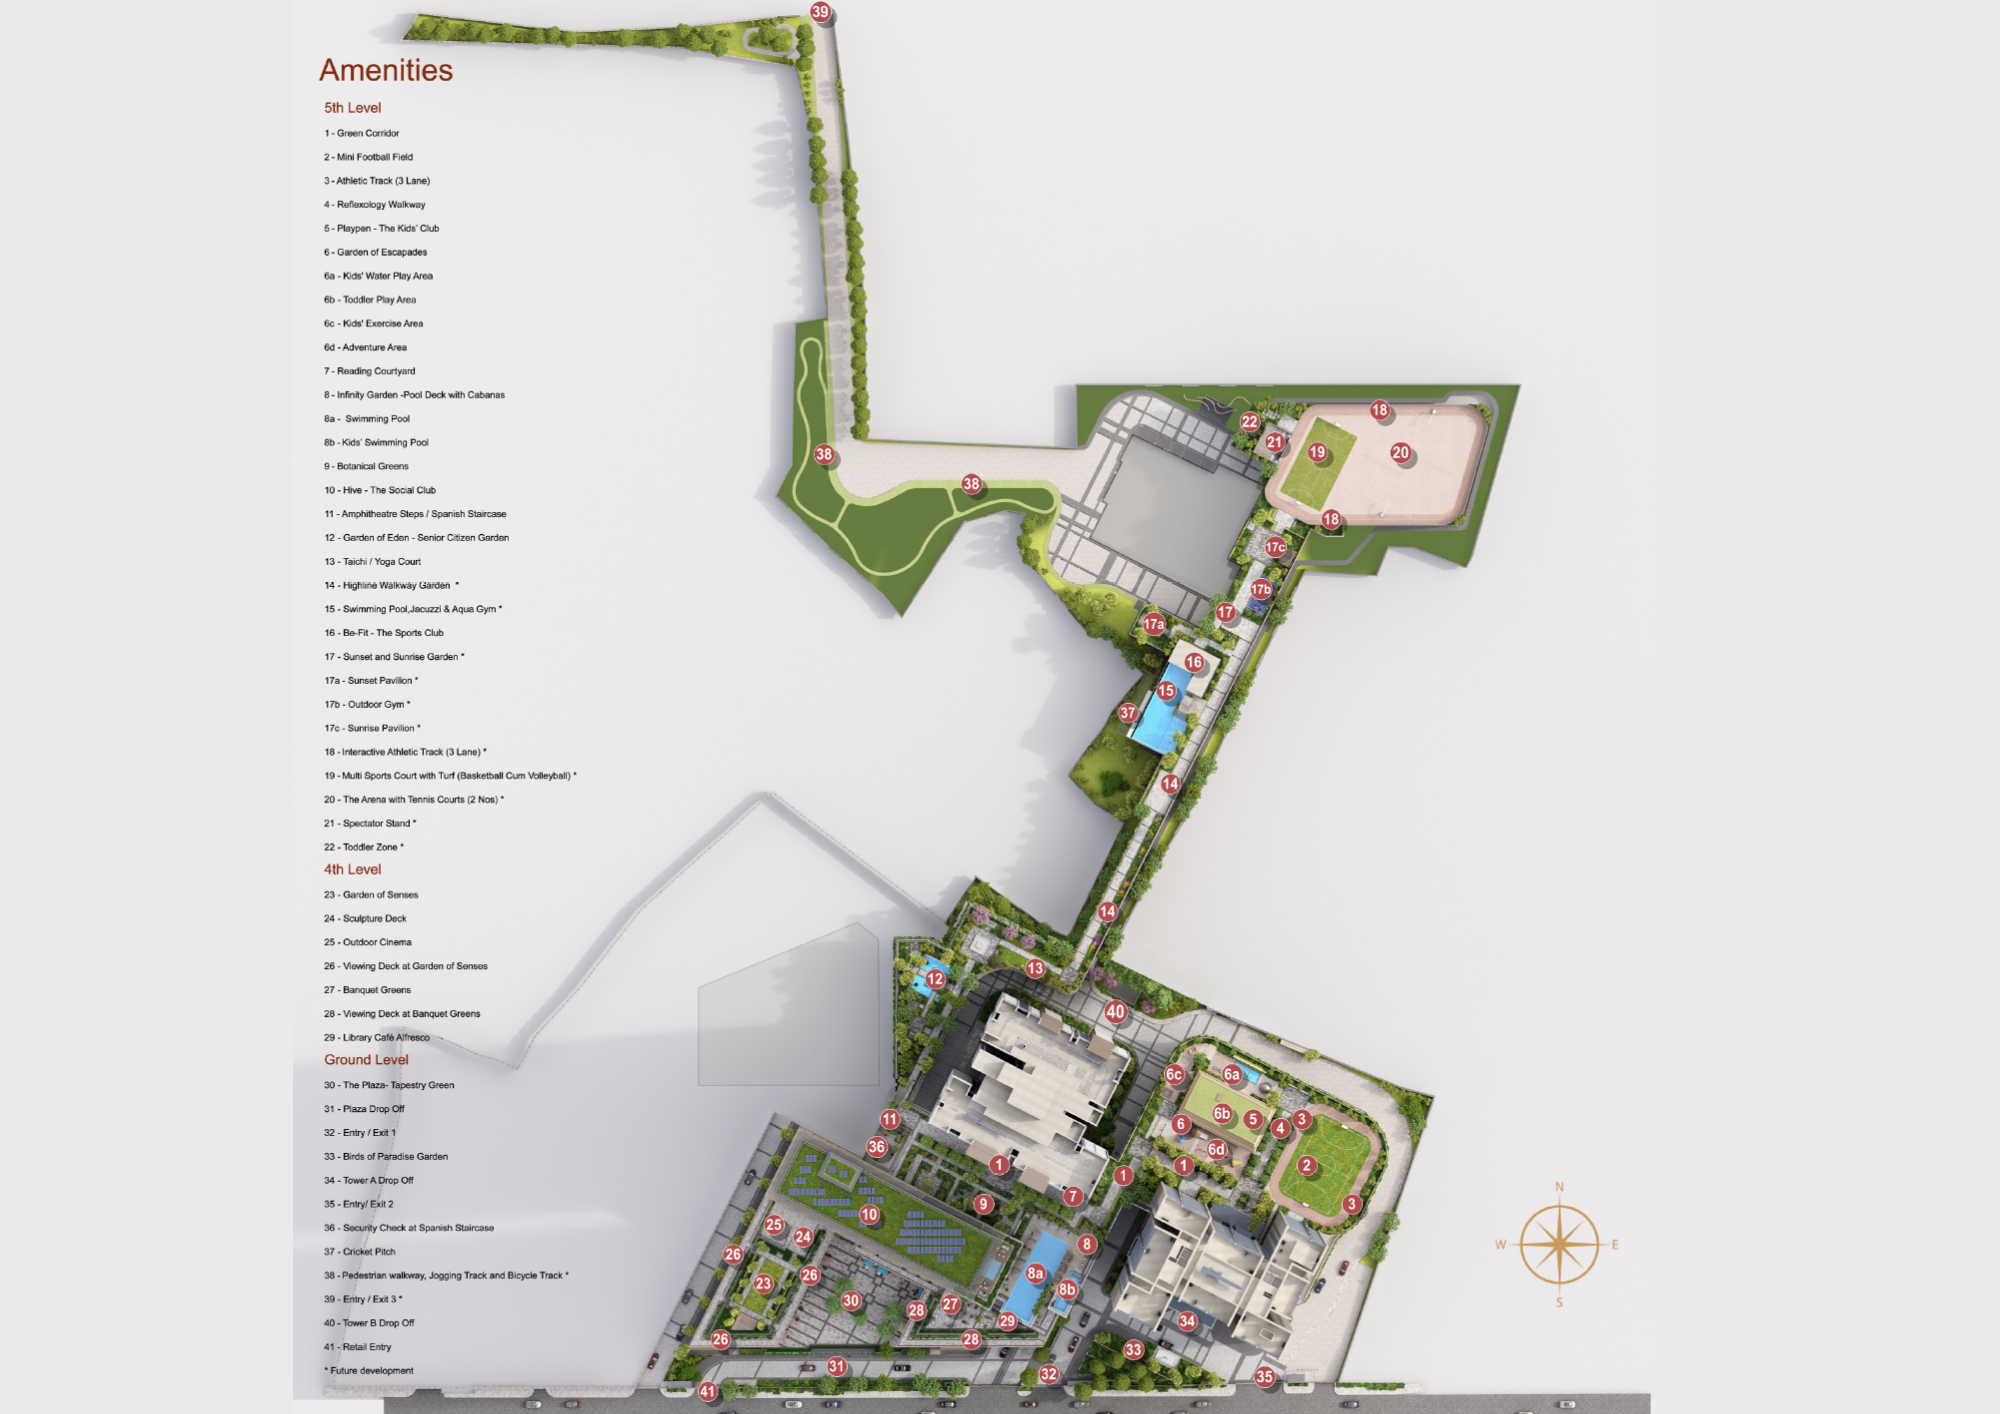 Amenities
5th Level
1 - Green Corridor
2 - Mini Football Field
3 - Athletic Track (3 Lane)
4 - Reflexology Walkway
5 - Playpen - The Kids' Club
6 - Garden of Escapades
6a - Kids' Water Play Area
6b - Toddler Play Area
6c - Kids' Exercise Area
6d - Adventure Area
7 - Reading Courtyard
8 - Infinity Garden -Pool Deck with Cabanas
8a - Swimming Pool
8b - Kids' Swimming Pool
9 - Botanical Greens
10 - Hive - The Social Club
11 - Amphitheatre Steps / Spanish Staircase
12 - Garden of Eden - Senior Citizen Garden
13 - Taichi / Yoga Court
14 - Highline Walkway Garden *
15 - Swimming Pool,Jacuzzi & Aqua Gym *
16 - Be-Fit - The Sports Club
17 - Sunset and Sunrise Garden *
17a - Sunset Pavilion *
17b - Outdoor Gym *
17c - Sunrise Pavilion *
18 - Interactive Athletic Track (3 Lane) *
19 - Multi Sports Court with Turf (Basketball Cum Volleyball) *
20 - The Arena with Tennis Courts (2 Nos) *
21 - Spectator Stand *
22 - Toddler Zone *
4th Level
23 - Garden of Senses
24 - Sculpture Deck
25 - Outdoor Cinema
26 - Viewing Deck at Garden of Senses
27 - Banquet Greens
28 - Viewing Deck at Banquet Greens
29 - Library Café Alfresco
Ground Level
30 - The Plaza- Tapestry Green
31 - Plaza Drop Off
32 - Entry / Exit 1
33 - Birds of Paradise Garden
34 - Tower A Drop Off
35 - Entry/ Exit 2
36 - Security Check at Spanish Staircase
37 - Cricket Pitch
38 - Pedestrian walkway, Jogging Track and Bicycle Track *
39 - Entry / Exit 3 *
40 - Tower B Drop Off
41 - Retail Entry
* Future development
39
38
38
22
21
18
19
20
18
17c
17b
17
17a
16
15
37
14
14
13
12
40
6c
6a
6b
5
6
4
3
11
36
6d
2
1
1
1
7
3
9
10
25
24
8
26
26
23
8a
8b
30
28
27
29
34
26
28
33
31
32
35
41
N
W
E
S